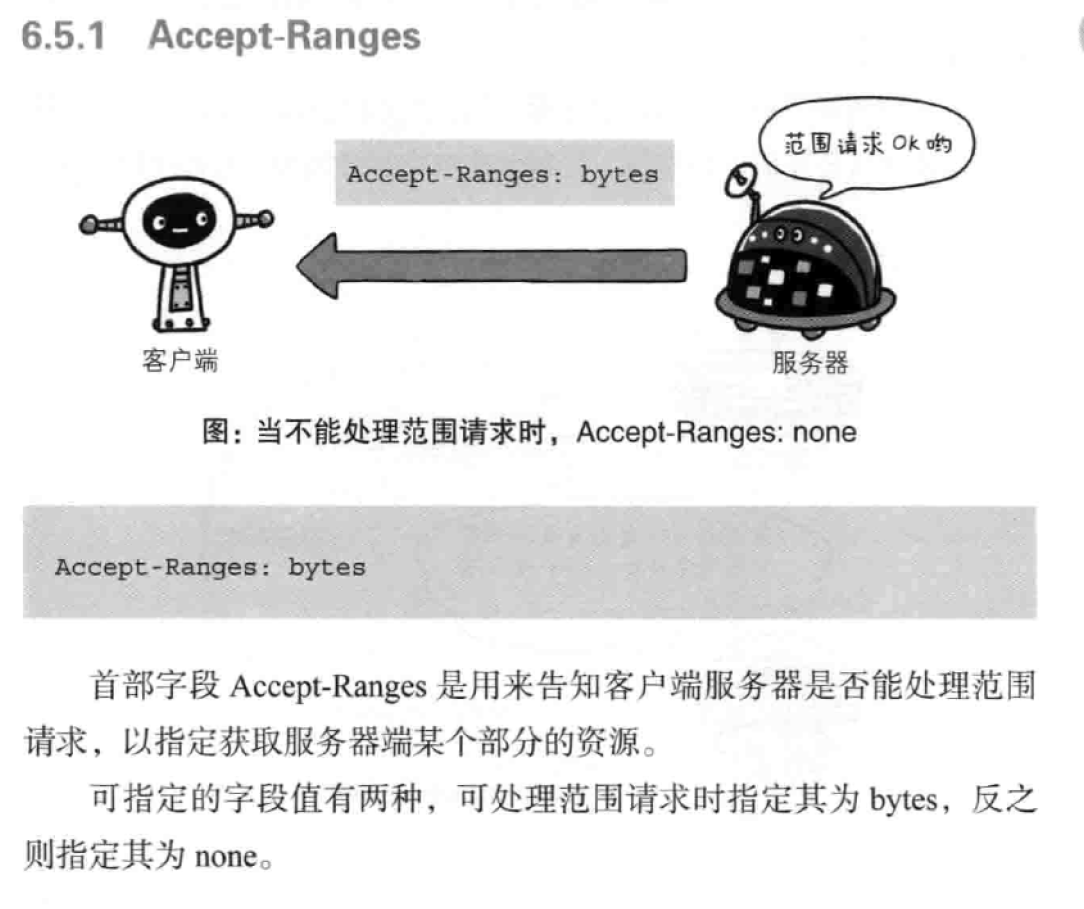 6.5.1 Accept-Ranges
范围请求OK哟
Accept-Ranges: bytes
客户端
服务器
图：当不能处理范围请求时，Accept-Ranges: none
Accept-Ranges: bytes
首部字段 Accept-Ranges 是用来告知客户端服务器是否能处理范围
请求，以指定获取服务器端某个部分的资源。
可指定的字段值有两种，可处理范围请求时指定其为 bytes，反之
则指定其为 none。